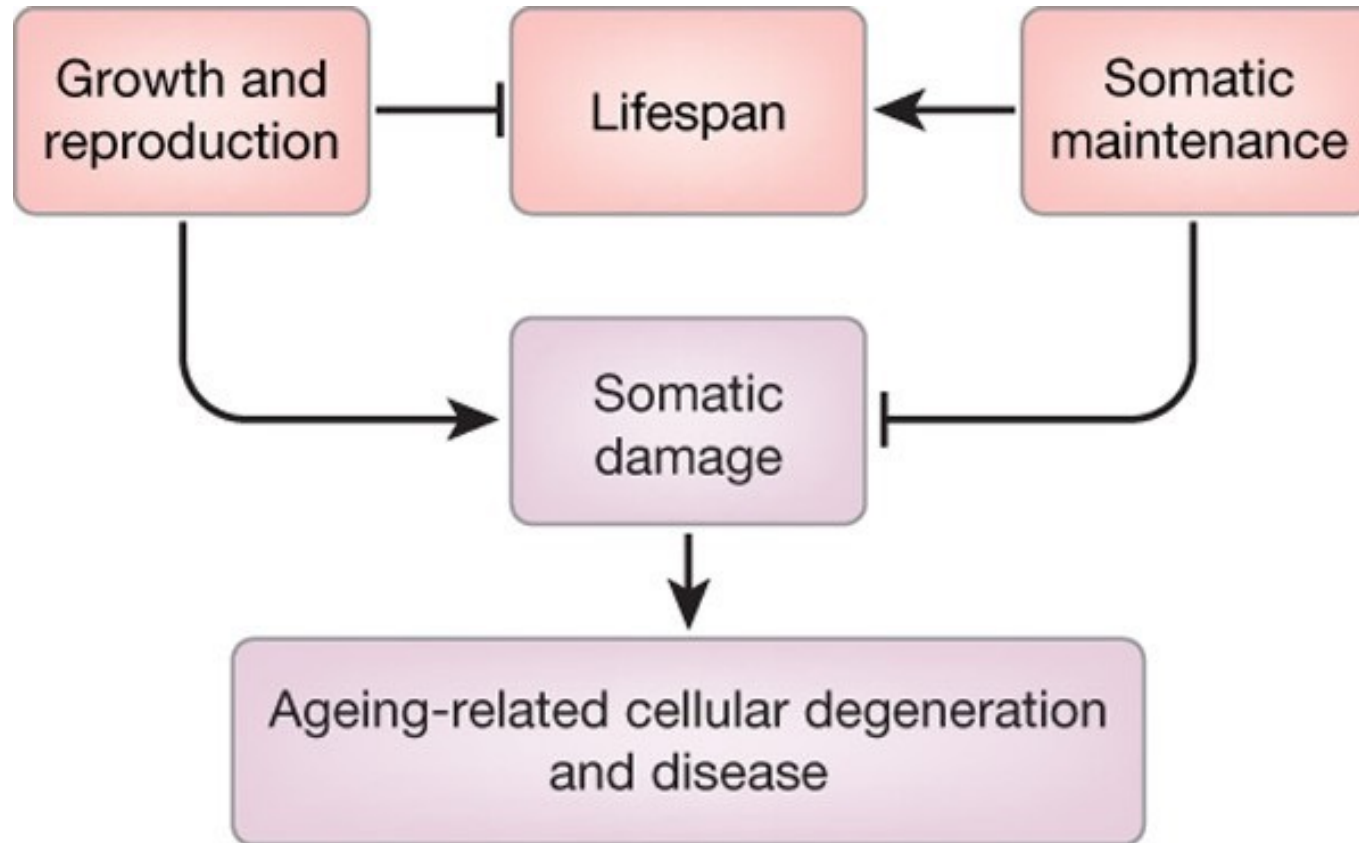 Growth and
reproduction
Lifespan
Somatic
maintenance
Somatic
damage
Ageing-related cellular degeneration
and disease